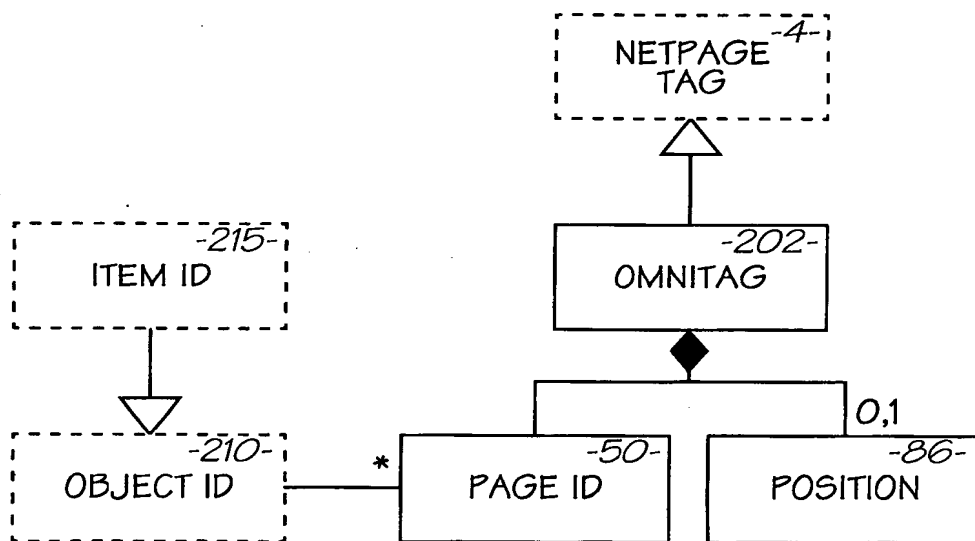 -4-
NETPAGE
TAG
-215-
ITEM ID
-202-
OMNITAG
0,1
-210-
OBJECT ID
*
-50-
PAGE ID
-86-
POSITION